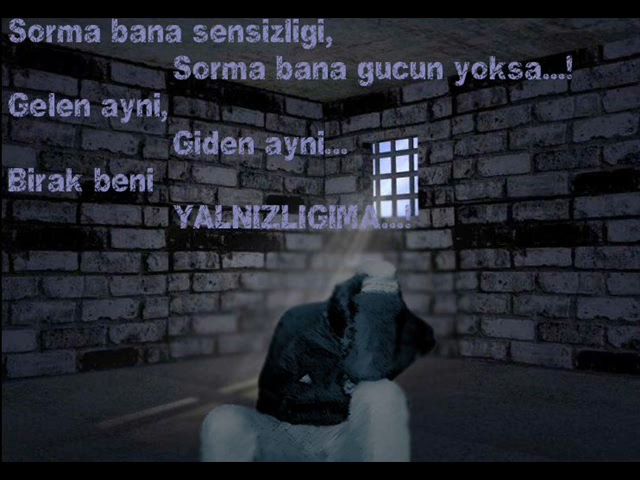 Sorma bana sensizligi,
Sorma bana gucun yoksa...!
Gelen ayni,
Giden ayni...
Birak beni
YALNIZLIGIMA....